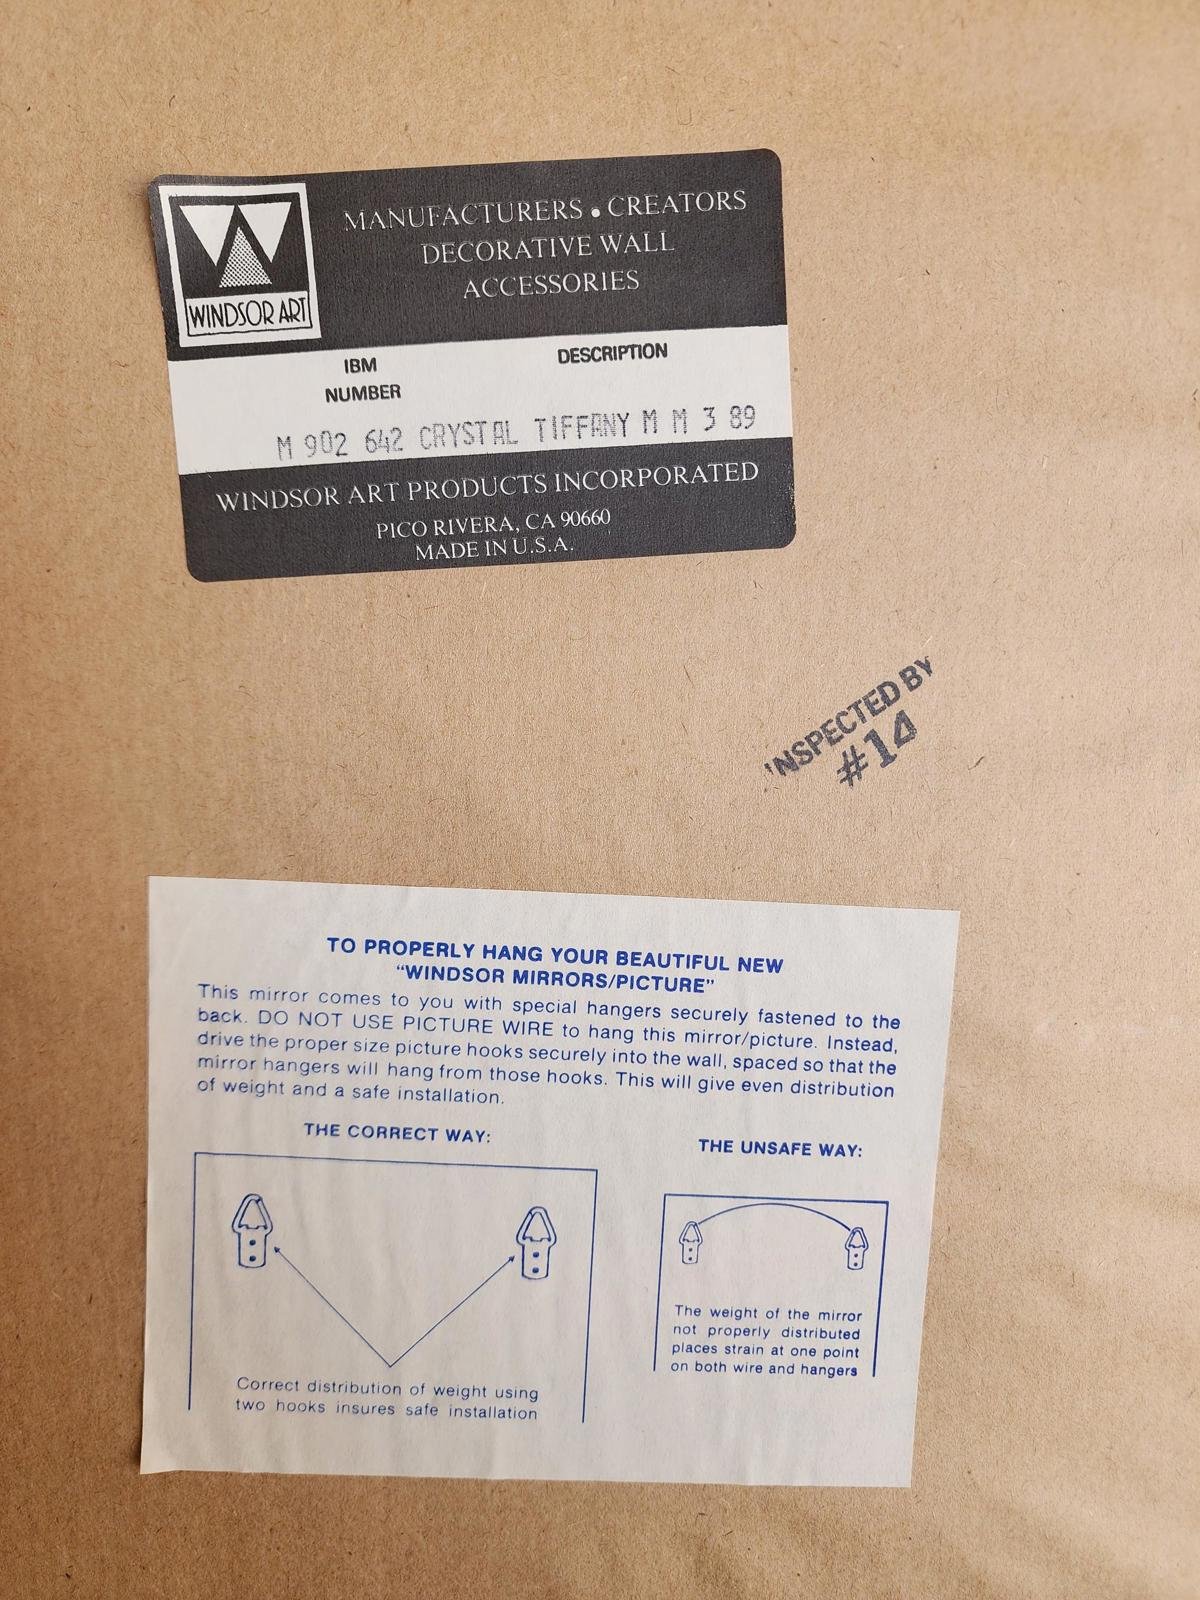 WINDSOR ART
MANUFACTURERS • CREATORS
DECORATIVE WALL
ACCESSORIES
IBM
NUMBER
DESCRIPTION
M 902 642 CRYSTAL TIFFANY M M 3 89
WINDSOR ART PRODUCTS INCORPORATED
PICO RIVERA, CA 90660
MADE IN U.S.A.
INSPECTED BY
#14
TO PROPERLY HANG YOUR BEAUTIFUL NEW
"WINDSOR MIRRORS/PICTURE"
This mirror comes to you with special hangers securely fastened to the
back. DO NOT USE PICTURE WIRE to hang this mirror/picture. Instead,
drive the proper size picture hooks securely into the wall, spaced so that the
mirror hangers will hang from those hooks. This will give even distribution
of weight and a safe installation.
THE CORRECT WAY:
Correct distribution of weight using
two hooks insures safe installation
THE UNSAFE WAY:
The weight of the mirror
not properly distributed
places strain at one point
on both wire and hangers